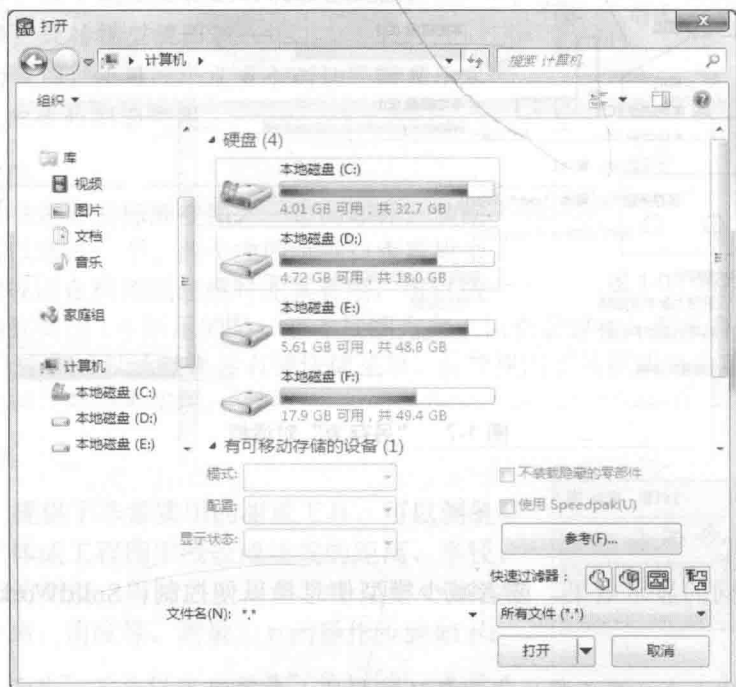 打开
计算机
搜索 计算机
组织
库
视频
图片
文档
音乐
家庭组
计算机
本地磁盘 (C:)
本地磁盘 (D:)
本地磁盘 (E:)
硬盘 (4)
本地磁盘 (C:)
4.01 GB 可用，共 32.7 GB
本地磁盘 (D:)
4.72 GB 可用，共 18.0 GB
本地磁盘 (E:)
5.61 GB 可用，共 48.8 GB
本地磁盘 (F:)
17.9 GB 可用，共 49.4 GB
有可移动存储的设备 (1)
模式:
配置:
显示状态:
不装载隐藏的零部件
使用 Speedpak(U)
参考(F)...
快速过滤器：
文件名(N): *.*
所有文件 (*.*)
打开
取消